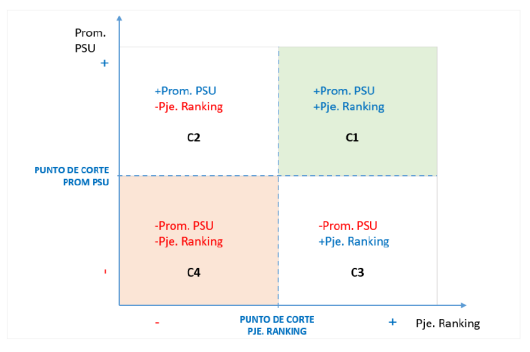 Prom.
PSU
+
+Prom. PSU
-Pje. Ranking
C2
+Prom. PSU
+Pje. Ranking
C1
PUNTO DE CORTE
PROM PSU
-Prom. PSU
-Pje. Ranking
C4
-Prom. PSU
+Pje. Ranking
C3
-
-
PUNTO DE CORTE
PJE. RANKING
+
Pje. Ranking